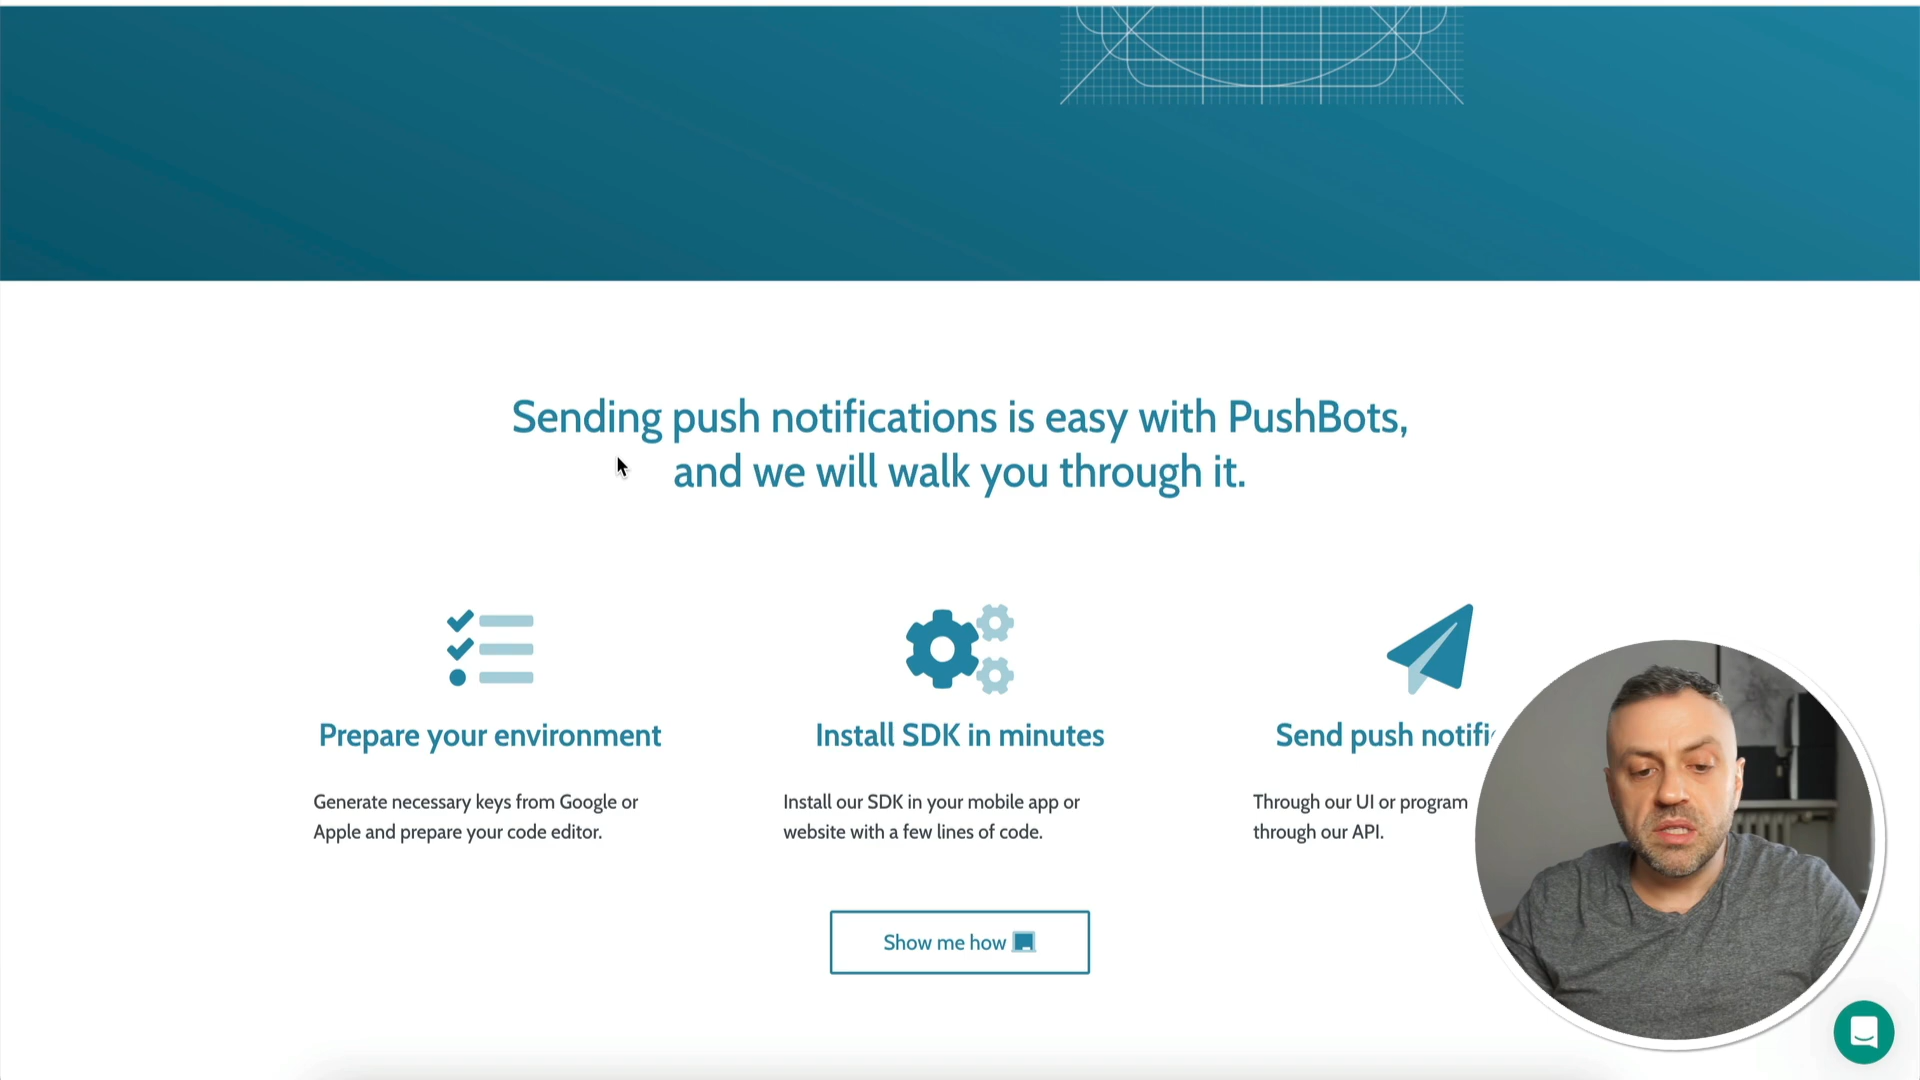 Sending push notifications is easy with PushBots,
and we will walk you through it.
Prepare your environment
Generate necessary keys from Google or
Apple and prepare your code editor.
Install SDK in minutes
Install our SDK in your mobile app or
website with a few lines of code.
Send push
Through our UI or program
through our API.
Show me how